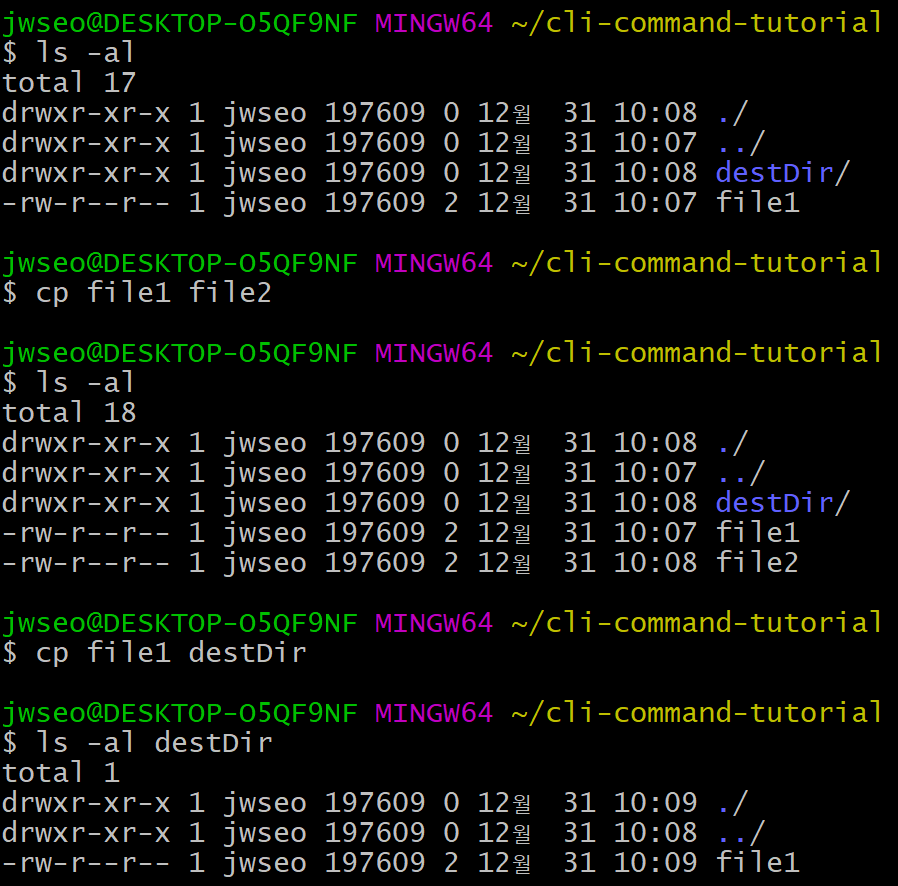 jwseo@DESKTOP-O5QF9NF MINGW64 ~/cli-command-tutorial
$ ls -al
total 17
drwxr-xr-x 1 jwseo 197609 0 12월  31 10:08 ./
drwxr-xr-x 1 jwseo 197609 0 12월  31 10:07 ../
drwxr-xr-x 1 jwseo 197609 0 12월  31 10:08 destDir/
-rw-r--r-- 1 jwseo 197609 2 12월  31 10:07 file1

jwseo@DESKTOP-O5QF9NF MINGW64 ~/cli-command-tutorial
$ cp file1 file2

jwseo@DESKTOP-O5QF9NF MINGW64 ~/cli-command-tutorial
$ ls -al
total 18
drwxr-xr-x 1 jwseo 197609 0 12월  31 10:08 ./
drwxr-xr-x 1 jwseo 197609 0 12월  31 10:07 ../
drwxr-xr-x 1 jwseo 197609 0 12월  31 10:08 destDir/
-rw-r--r-- 1 jwseo 197609 2 12월  31 10:07 file1
-rw-r--r-- 1 jwseo 197609 2 12월  31 10:08 file2

jwseo@DESKTOP-O5QF9NF MINGW64 ~/cli-command-tutorial
$ cp file1 destDir

jwseo@DESKTOP-O5QF9NF MINGW64 ~/cli-command-tutorial
$ ls -al destDir
total 1
drwxr-xr-x 1 jwseo 197609 0 12월  31 10:09 ./
drwxr-xr-x 1 jwseo 197609 0 12월  31 10:08 ../
-rw-r--r-- 1 jwseo 197609 2 12월  31 10:09 file1